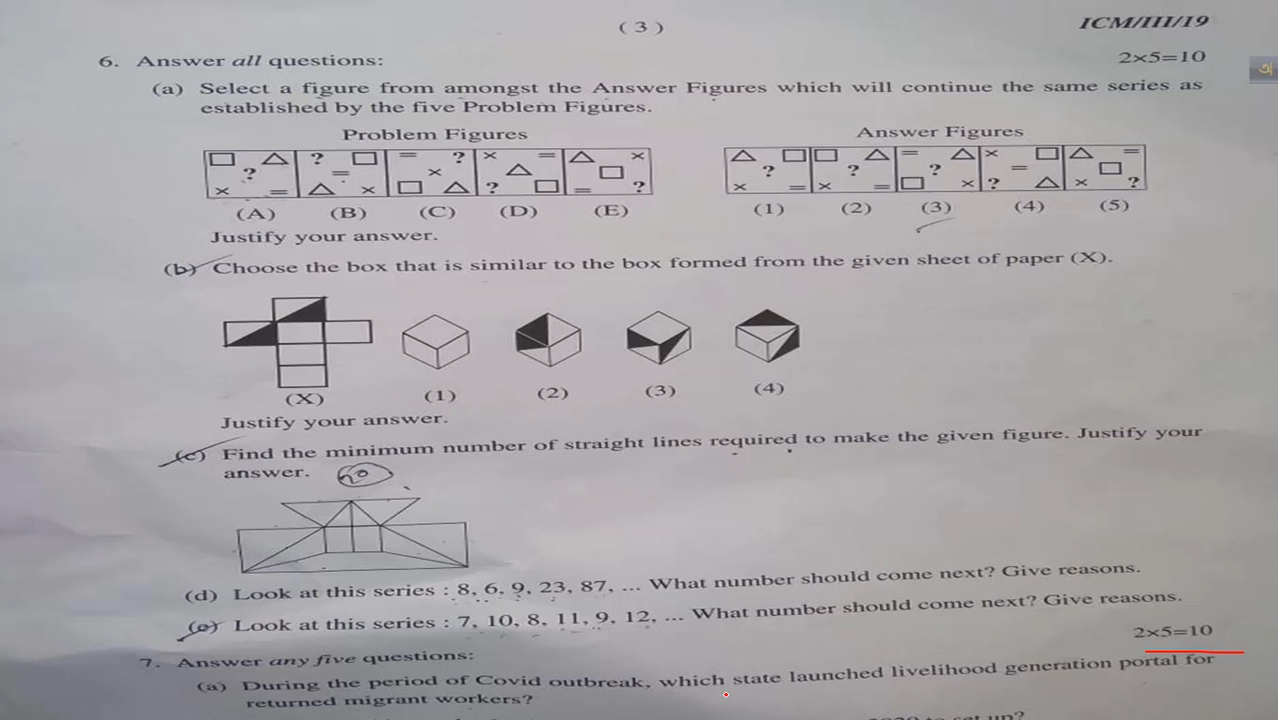 ( 3 )
ICM/III/19
6. Answer all questions:
2×5=10
(a) Select a figure from amongst the Answer Figures which will continue the same series as
established by the five Problem Figures.
Problem Figures
Answer Figures
(A) (B) (C) (D) (E)
(1) (2) (3) (4) (5)
Justify your answer.
(b) Choose the box that is similar to the box formed from the given sheet of paper (X).
(X) (1) (2) (3) (4)
Justify your answer.
(c) Find the minimum number of straight lines required to make the given figure. Justify your
answer.
(d) Look at this series : 8, 6, 9, 23, 87, ... What number should come next? Give reasons.
(e) Look at this series : 7, 10, 8, 11, 9, 12, ... What number should come next? Give reasons.
7. Answer any five questions:
2×5=10
(a) During the period of Covid outbreak, which state launched livelihood generation portal for
returned migrant workers?